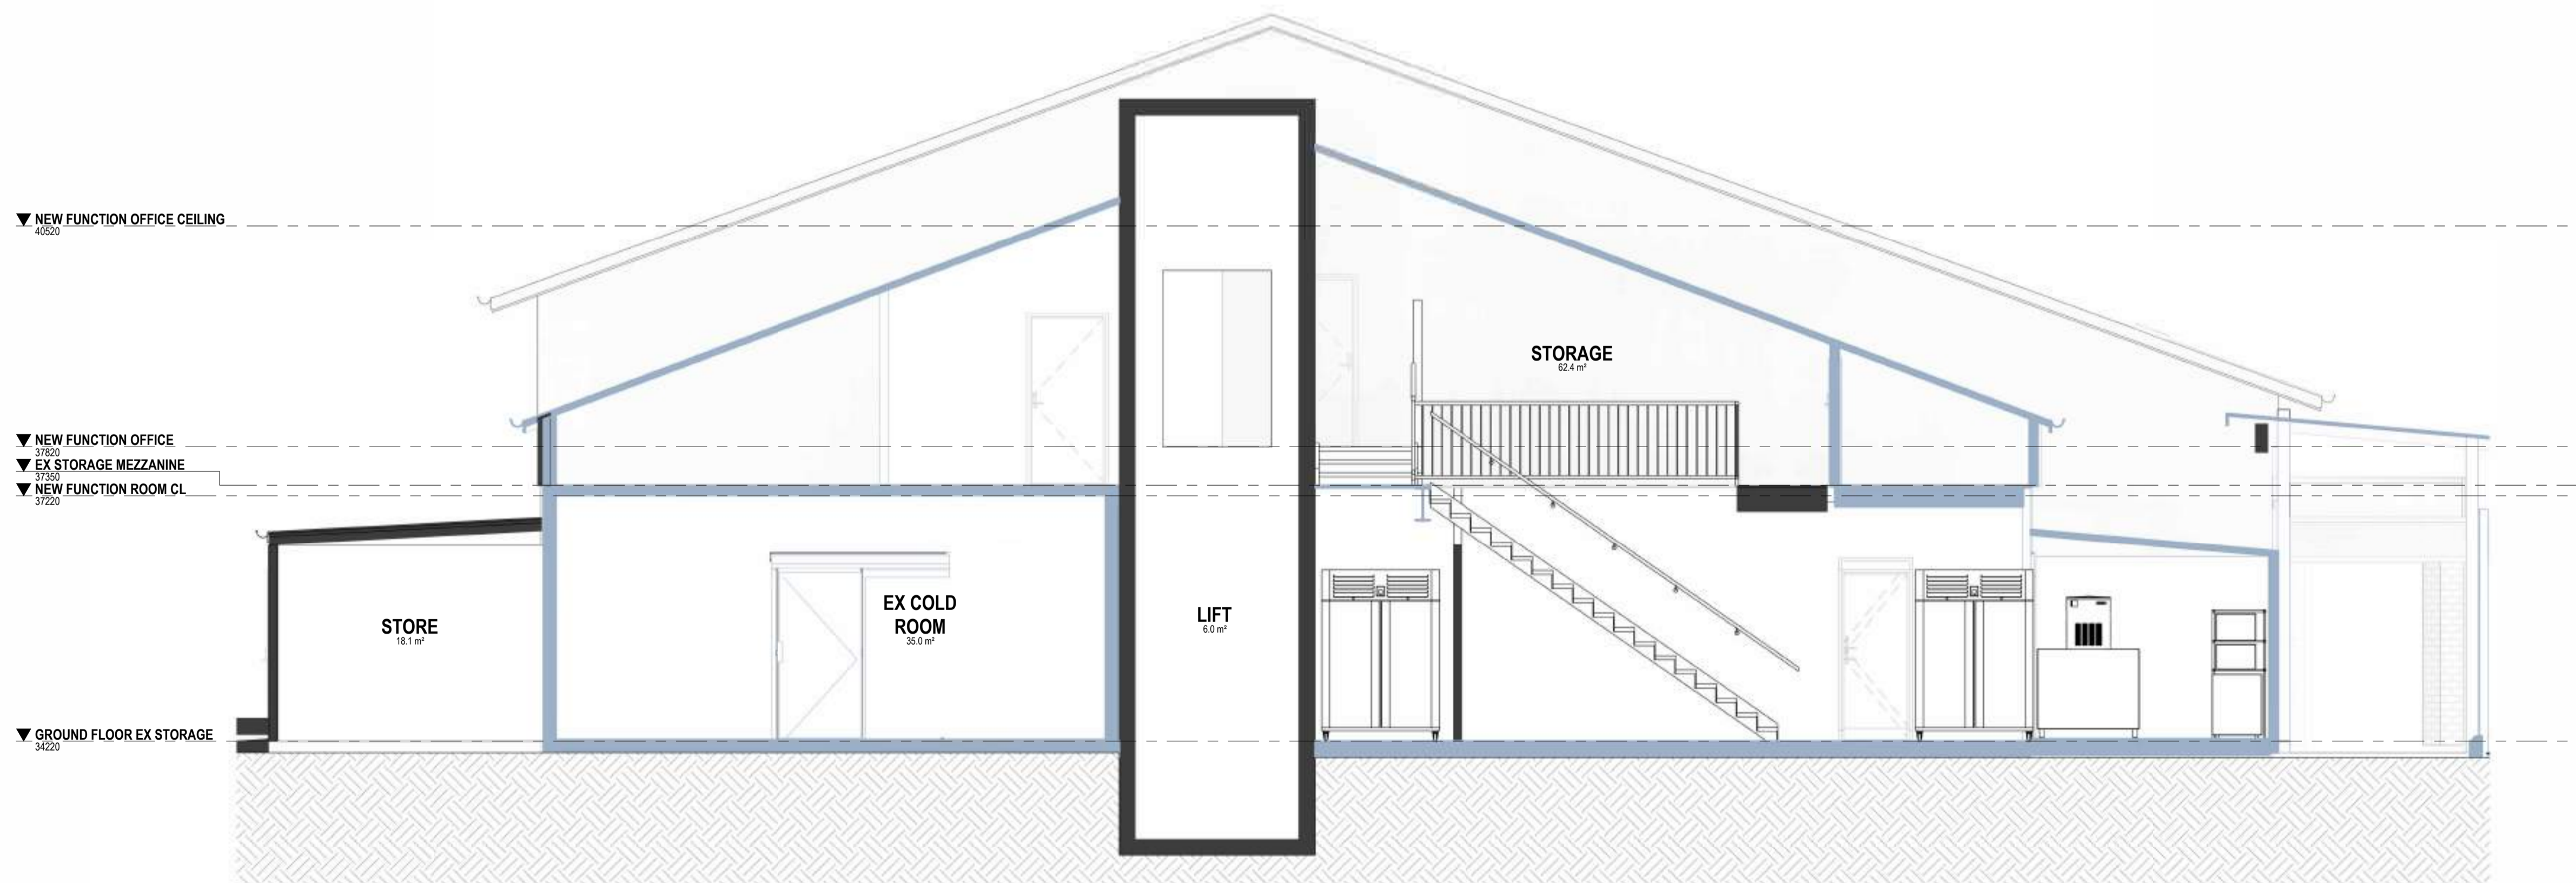 NEW FUNCTION OFFICE CEILING
40520
STORAGE
62.4 m²
NEW FUNCTION OFFICE
37820
EX STORAGE MEZZANINE
37350
NEW FUNCTION ROOM CL
37220
STORE
18.1 m²
EX COLD
ROOM
35.0 m²
LIFT
6.0 m²
GROUND FLOOR EX STORAGE
34220